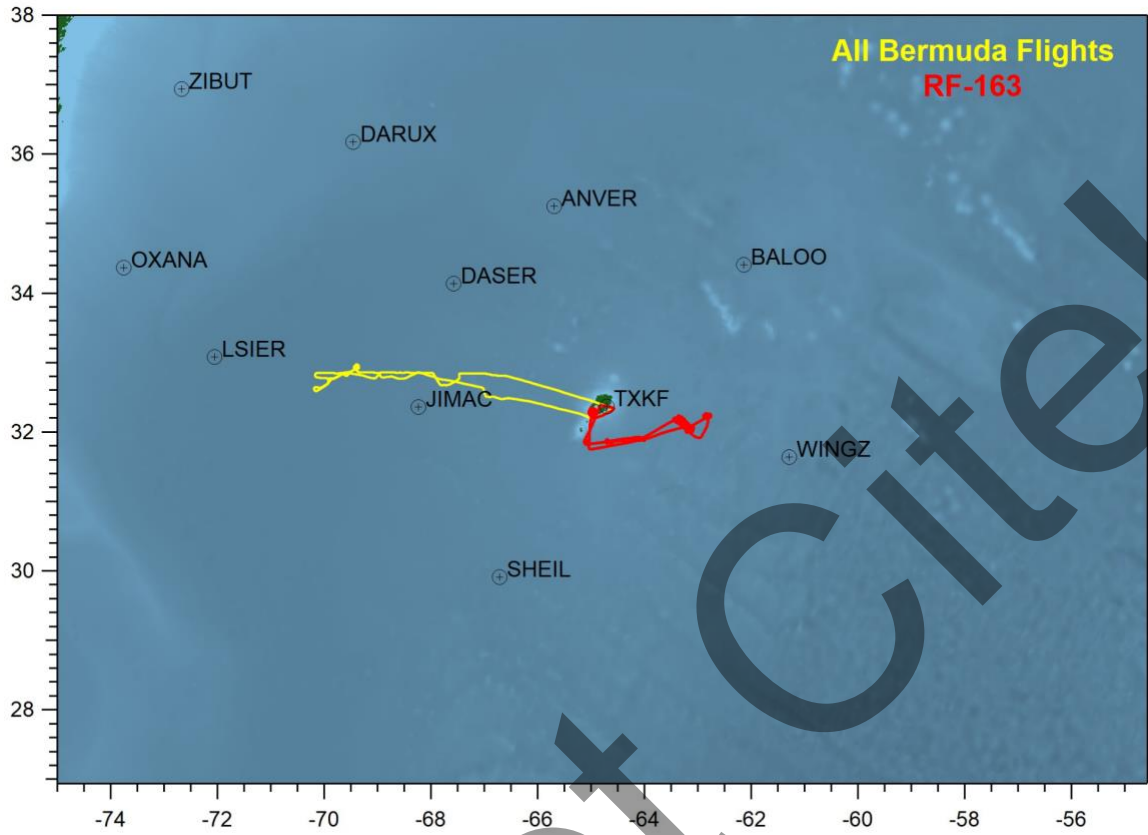 38
All Bermuda Flights
RF-163
ZIBUT
DARUX
36
ANVER
OXANA
DASER
BALOO
34
LSIER
JIMAC
TXKF
32
WINGZ
SHEIL
30
28
-74 -72 -70 -68 -66 -64 -62 -60 -58 -56
t Cite